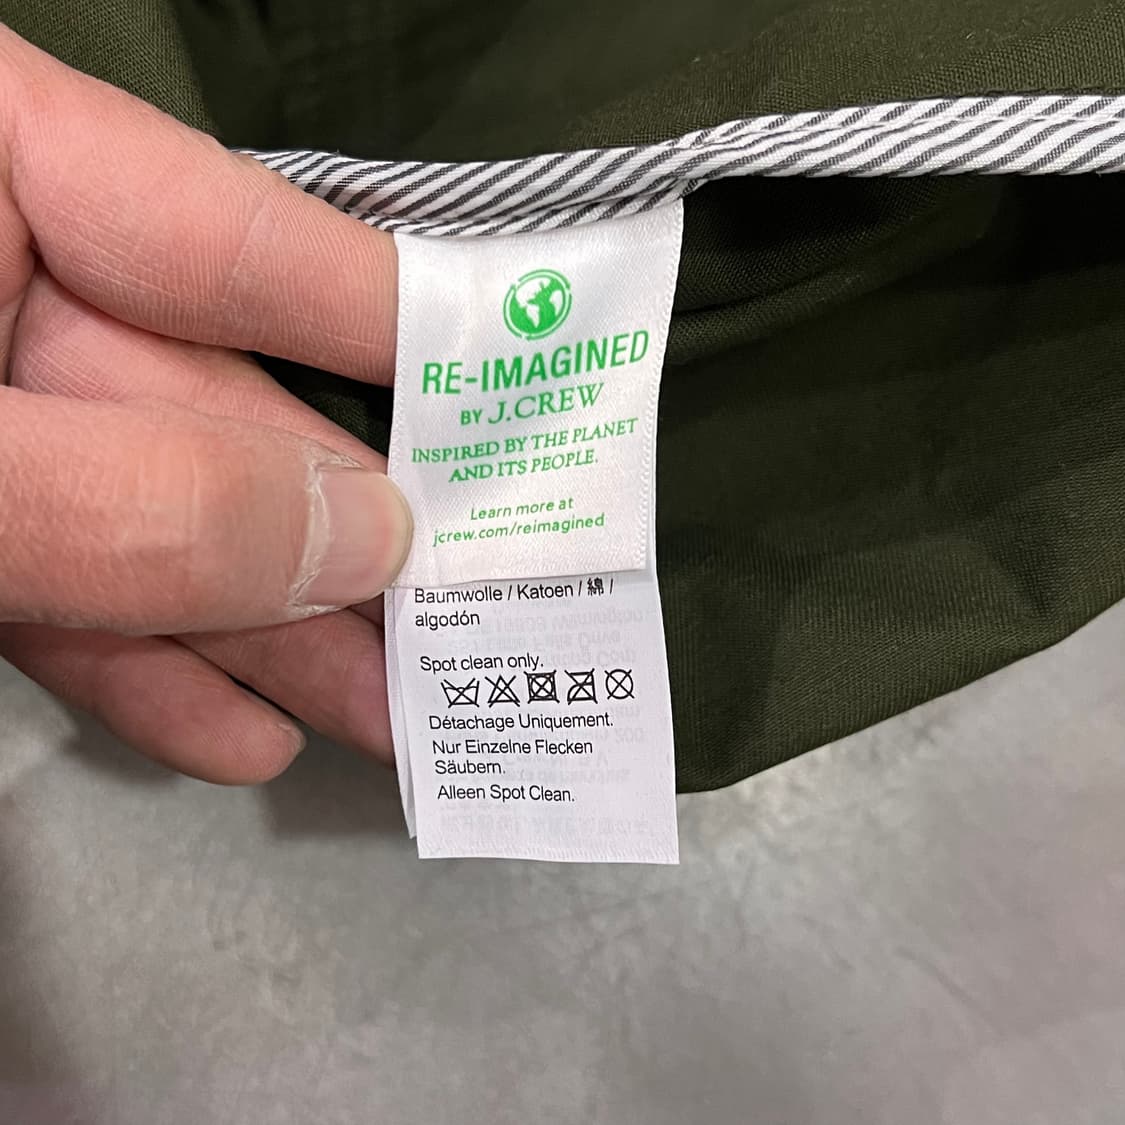 RE-IMAGINED
BY J.CREW
INSPIRED BY THE PLANET
AND ITS PEOPLE.
Learn more at
jcrew.com/reimagined
Baumwolle / Katoen / 綿 /
algodón
Spot clean only.
Détachage Uniquement.
Nur Einzelne Flecken
Säubern.
Alleen Spot Clean.